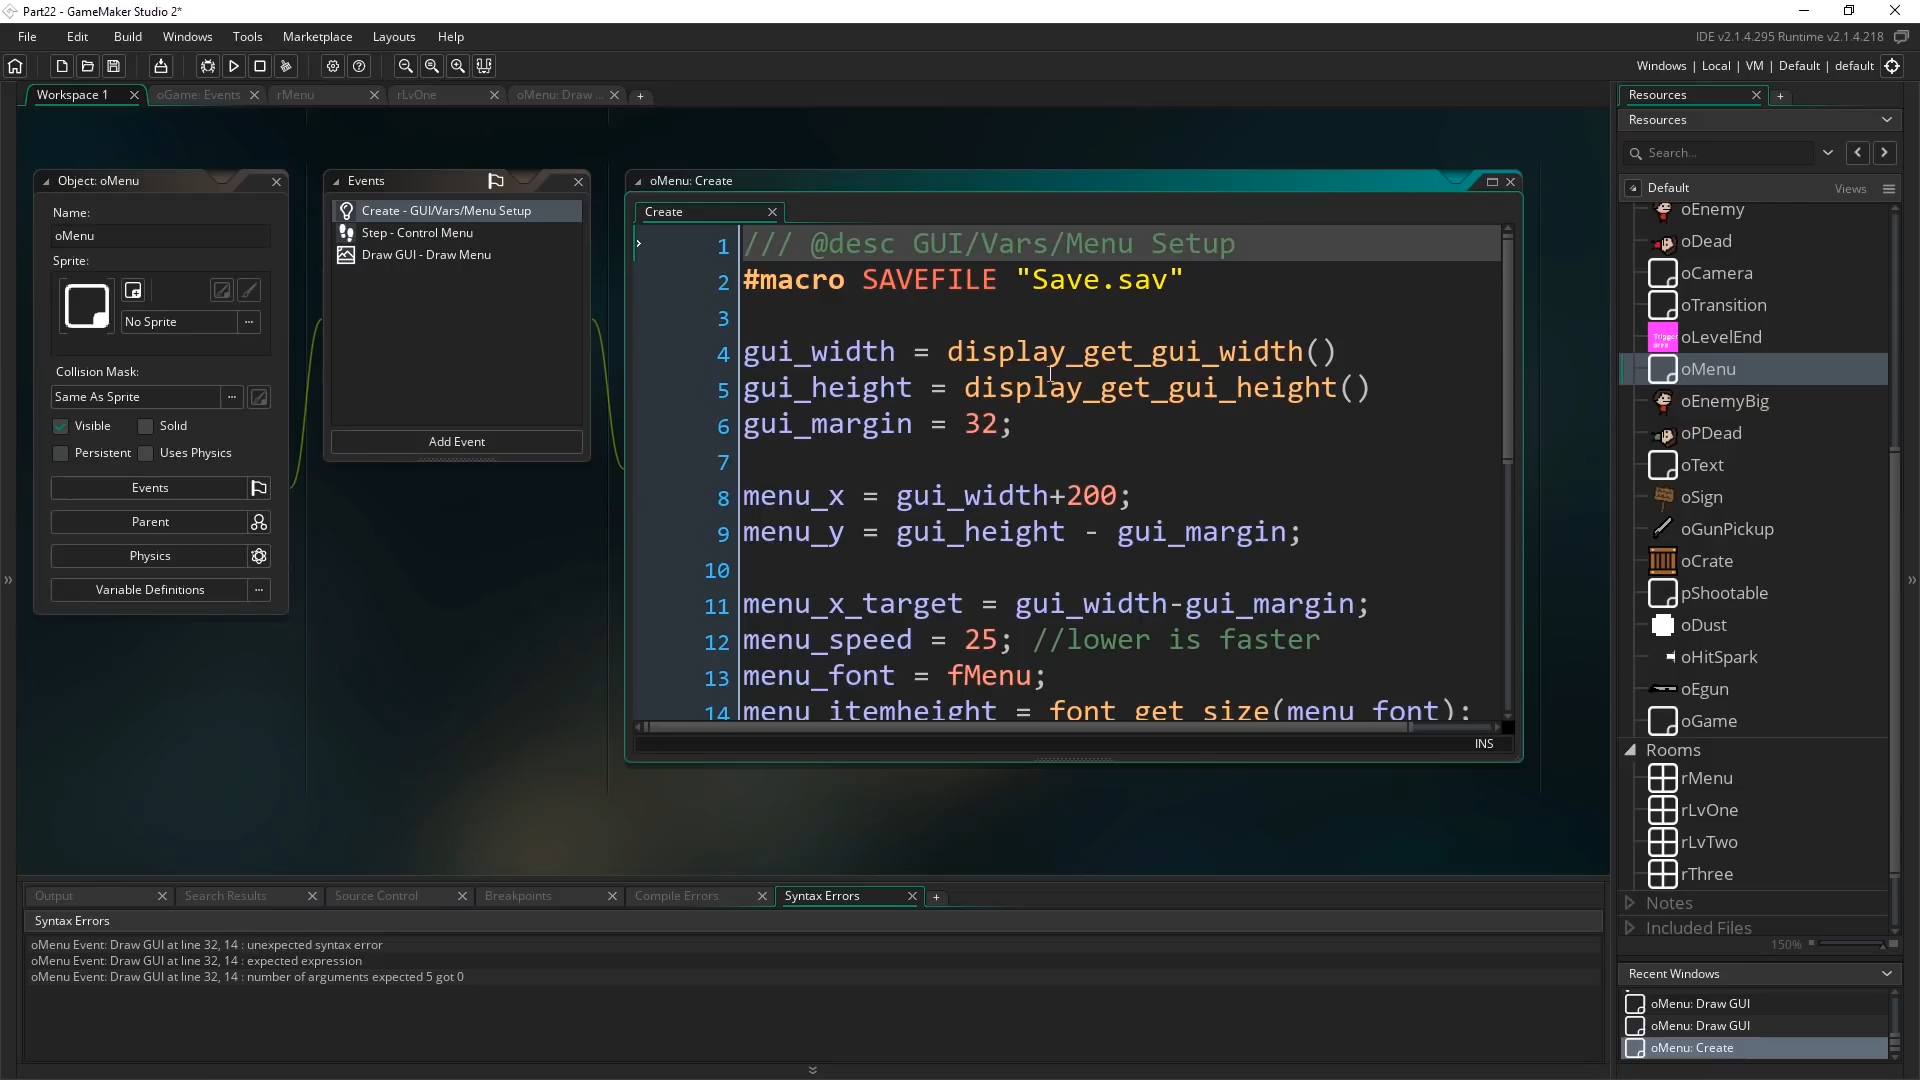 Part22 - GameMaker Studio 2*
File Edit Build Windows Tools Marketplace Layouts Help
IDE v2.1.4.295 Runtime v2.1.4.218
Windows | Local | VM | Default | default
Workspace 1
oGame: Events
rMenu
rLvOne
oMenu: Draw ...
Object: oMenu
Name:
oMenu
Sprite:
No Sprite
Collision Mask:
Same As Sprite
Visible
Solid
Persistent
Uses Physics
Events
Parent
Physics
Variable Definitions
Events
Create - GUI/Vars/Menu Setup
Step - Control Menu
Draw GUI - Draw Menu
Add Event
oMenu: Create
Create
1 /// @desc GUI/Vars/Menu Setup
2 #macro SAVEFILE "Save.sav"
3
4 gui_width = display_get_gui_width()
5 gui_height = display_get_gui_height()
6 gui_margin = 32;
7
8 menu_x = gui_width+200;
9 menu_y = gui_height - gui_margin;
10
11 menu_x_target = gui_width-gui_margin;
12 menu_speed = 25; //lower is faster
13 menu_font = fMenu;
14 menu_itemheight = font_get_size(menu_font);
INS
Output
Search Results
Source Control
Breakpoints
Compile Errors
Syntax Errors
Syntax Errors
oMenu Event: Draw GUI at line 32, 14 : unexpected syntax error
oMenu Event: Draw GUI at line 32, 14 : expected expression
oMenu Event: Draw GUI at line 32, 14 : number of arguments expected 5 got 0
Resources
Resources
Search...
Default
Views
oEnemy
oDead
oCamera
oTransition
Trigger area
oLevelEnd
oMenu
oEnemyBig
oPDead
oText
oSign
oGunPickup
oCrate
pShootable
oDust
oHitSpark
oEgun
oGame
Rooms
rMenu
rLvOne
rLvTwo
rThree
Notes
Included Files
150%
Recent Windows
oMenu: Draw GUI
oMenu: Draw GUI
oMenu: Create